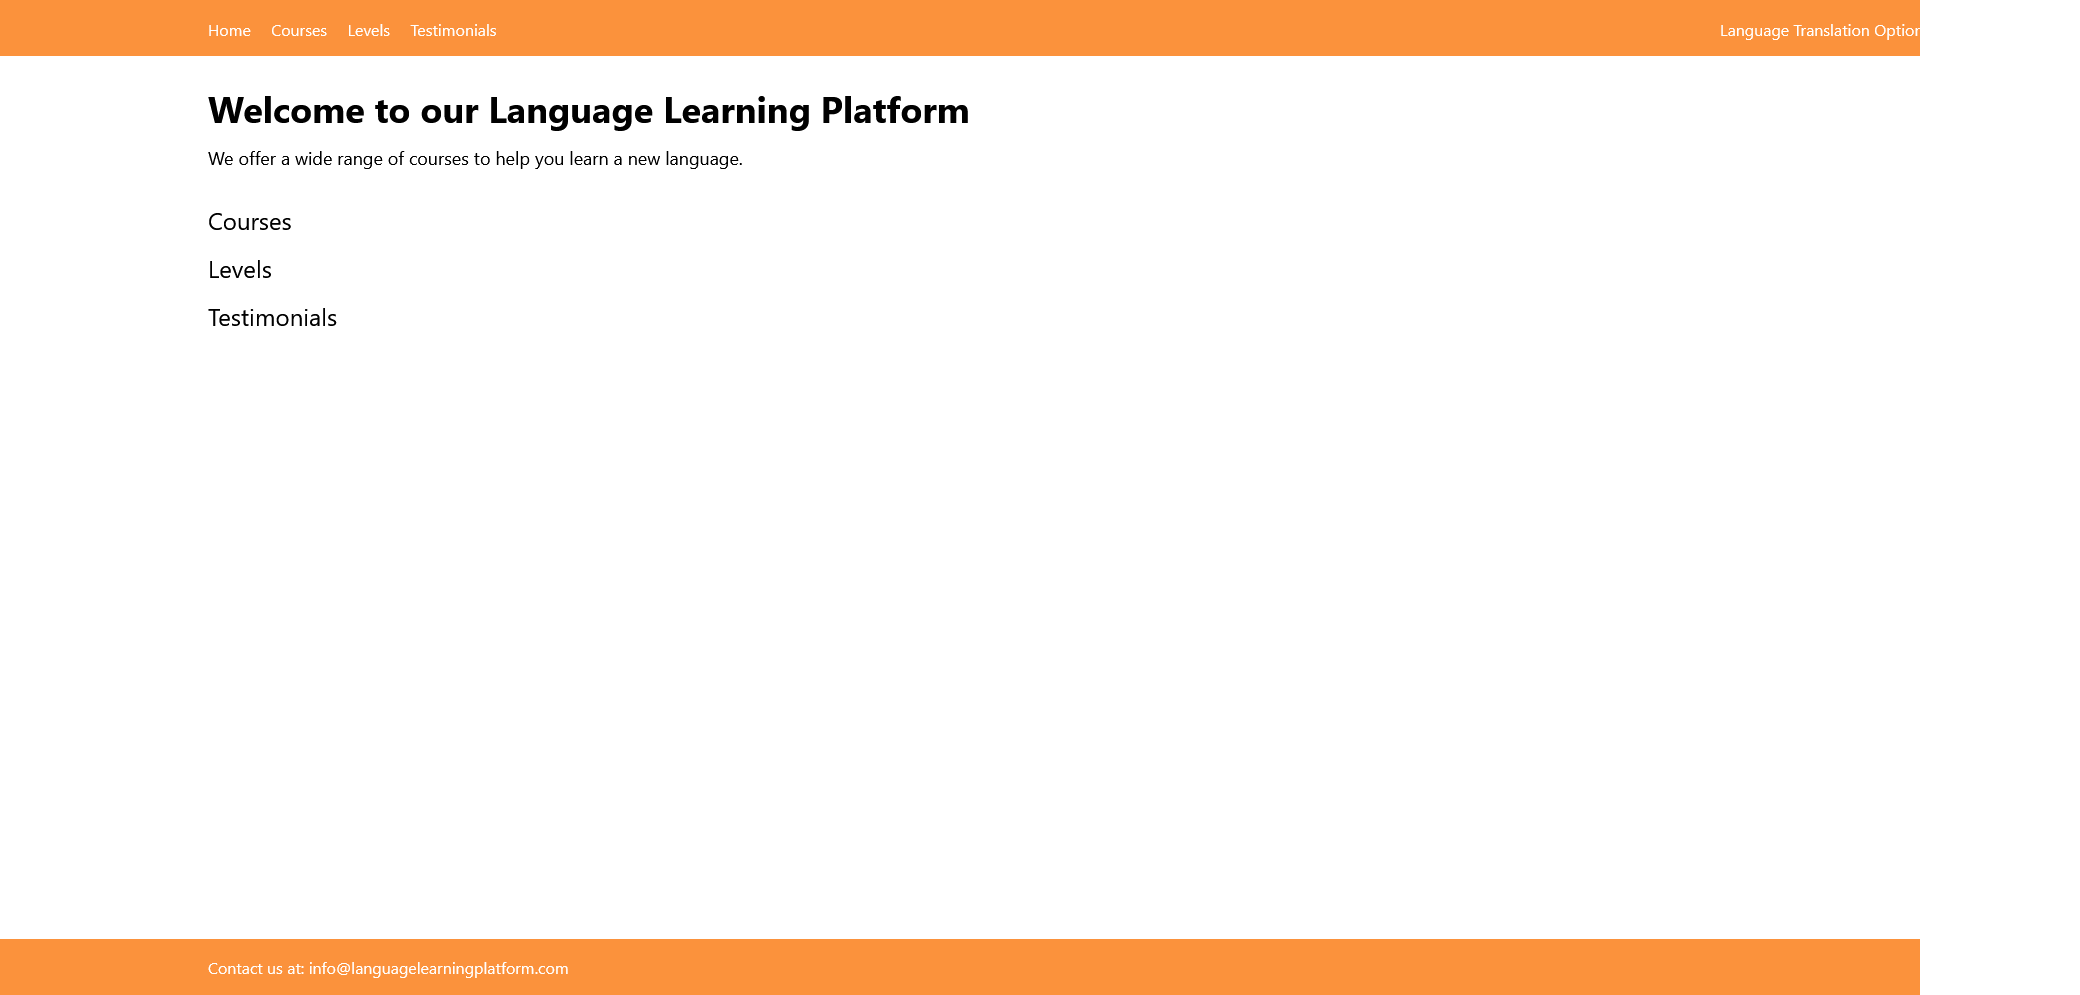 Home Courses Levels Testimonials Language Translation Option
Welcome to our Language Learning Platform
We offer a wide range of courses to help you learn a new language.
Courses
Levels
Testimonials
Contact us at: info@languagelearningplatform.com